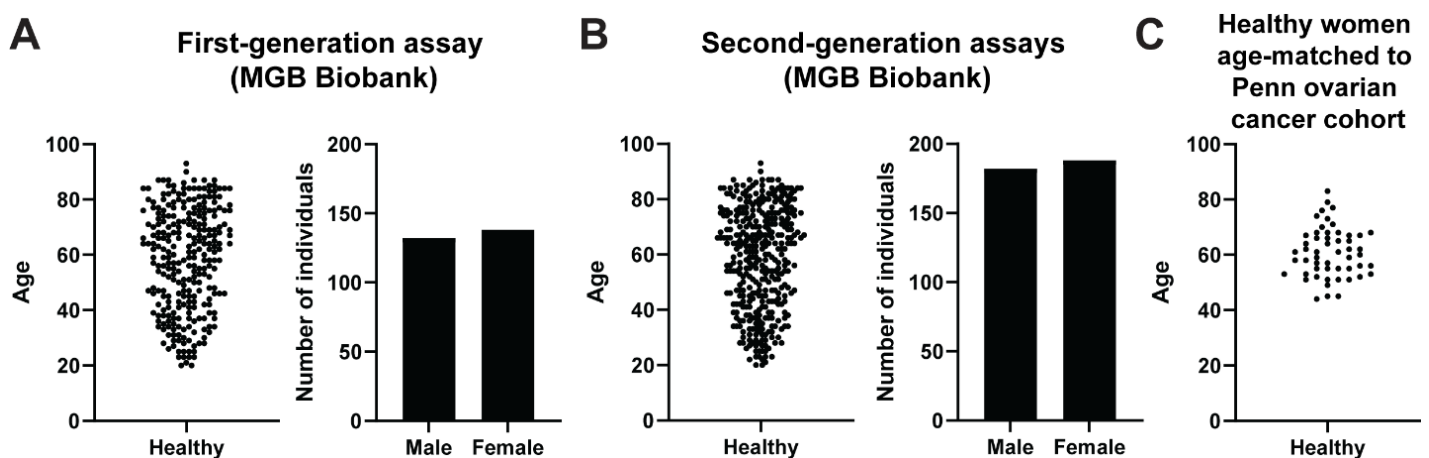 A
First-generation assay
(MGB Biobank)
Age
100
80
60
40
20
0
Healthy
Number of individuals
200
150
100
50
0
Male Female
B
Second-generation assays
(MGB Biobank)
Age
100
80
60
40
20
0
Healthy
Number of individuals
200
150
100
50
0
Male Female
C
Healthy women
age-matched to
Penn ovarian
cancer cohort
Age
100
80
60
40
20
0
Healthy